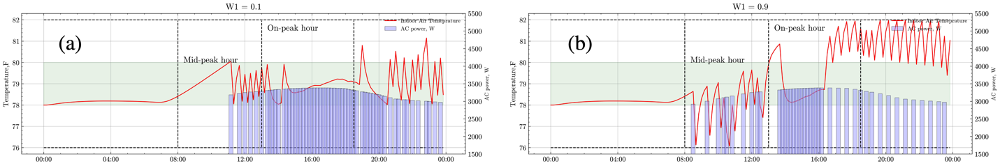 W1 = 0.1
(a)
Temperature,F
82
81
80
79
78
77
76
Mid-peak hour
On-peak hour
Indoor Air Temeprature
AC power, W
5500
5000
4500
4000
3500
3000
2500
2000
1500
AC power, W
00:00 04:00 08:00 12:00 16:00 20:00 00:00
W1 = 0.9
(b)
Temperature,F
82
81
80
79
78
77
76
Mid-peak hour
On-peak hour
Indoor Air Temeprature
AC power, W
5500
5000
4500
4000
3500
3000
2500
2000
1500
AC power, W
00:00 04:00 08:00 12:00 16:00 20:00 00:00